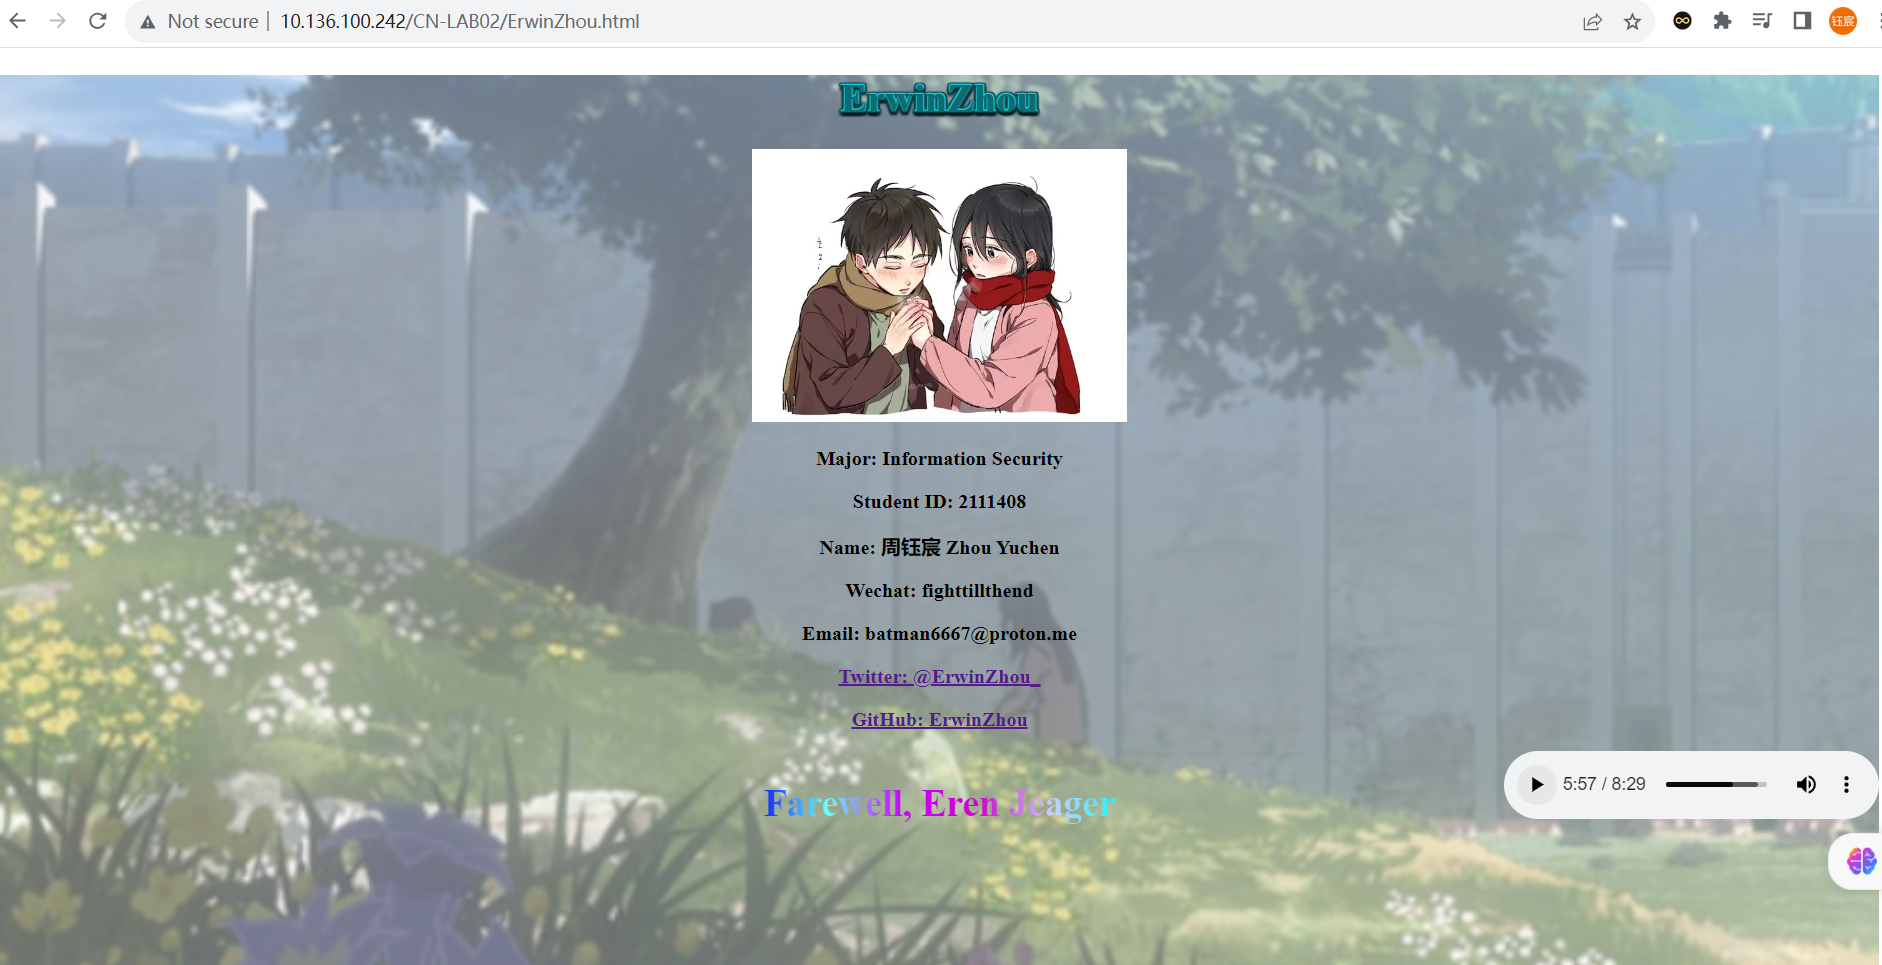 Not secure | 10.136.100.242/CN-LAB02/ErwinZhou.html
钰宸
ErwinZhou
Major: Information Security
Student ID: 2111408
Name: 周钰宸 Zhou Yuchen
Wechat: fighttillthend
Email: batman6667@proton.me
Twitter: @ErwinZhou_
GitHub: ErwinZhou
5:57 / 8:29
Farewell, Eren Jeager